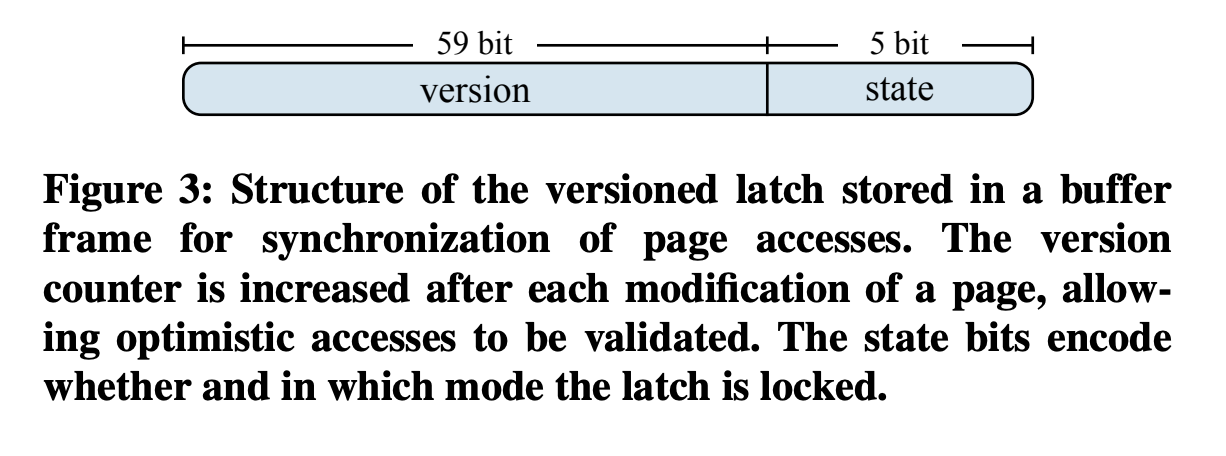 59 bit 5 bit
version state
Figure 3: Structure of the versioned latch stored in a buffer
frame for synchronization of page accesses. The version
counter is increased after each modification of a page, allow-
ing optimistic accesses to be validated. The state bits encode
whether and in which mode the latch is locked.